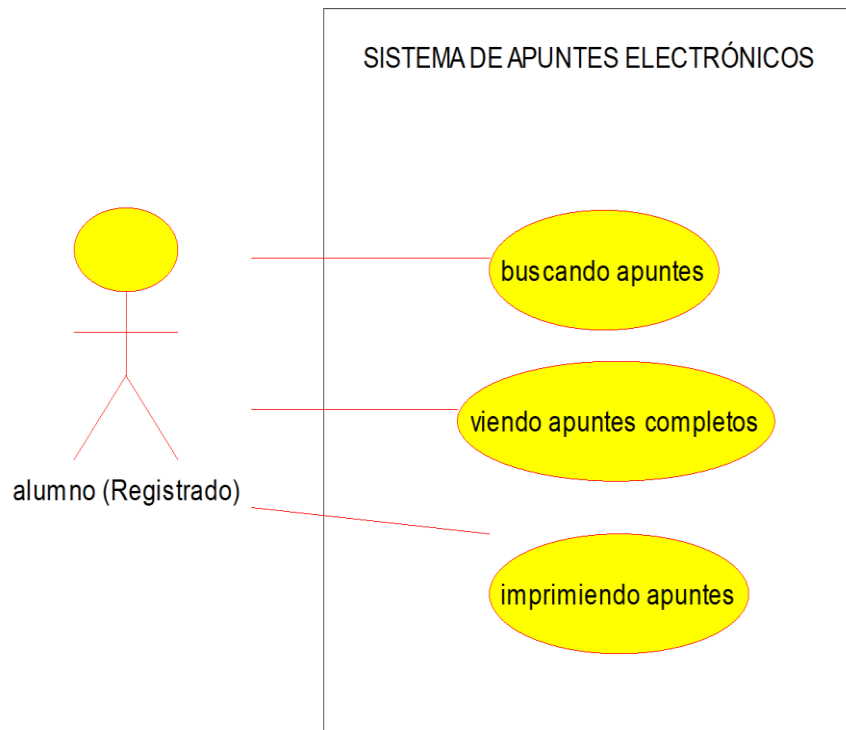 SISTEMA DE APUNTES ELECTRÓNICOS
buscando apuntes
viendo apuntes completos
alumno (Registrado)
imprimiendo apuntes